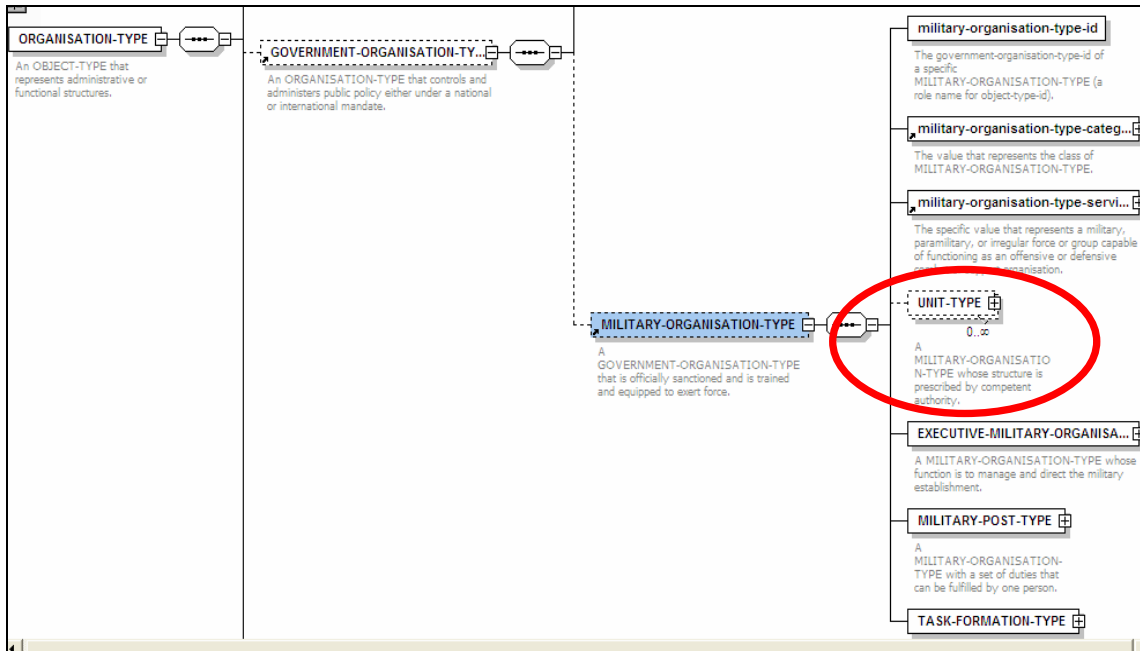 ORGANISATION-TYPE
An OBJECT-TYPE that
represents administrative or
functional structures.
GOVERNMENT-ORGANISATION-TY...
An ORGANISATION-TYPE that controls and
administers public policy either under a national
or international mandate.
MILITARY-ORGANISATION-TYPE
A
GOVERNMENT-ORGANISATION-TYPE
that is officially sanctioned and is trained
and equipped to exert force.
military-organisation-type-id
The government-organisation-type-id of
a specific
MILITARY-ORGANISATION-TYPE (a
role name for object-type-id).
military-organisation-type-categ...
The value that represents the class of
MILITARY-ORGANISATION-TYPE.
military-organisation-type-servi...
The specific value that represents a military,
paramilitary, or irregular force or group capable
of functioning as an offensive or defensive
organisation.
UNIT-TYPE
0..∞
A
MILITARY-ORGANISATIO
N-TYPE whose structure is
prescribed by competent
authority.
EXECUTIVE-MILITARY-ORGANISA...
A MILITARY-ORGANISATION-TYPE whose
function is to manage and direct the military
establishment.
MILITARY-POST-TYPE
A
MILITARY-ORGANISATION-
TYPE with a set of duties that
can be fulfilled by one person.
TASK-FORMATION-TYPE